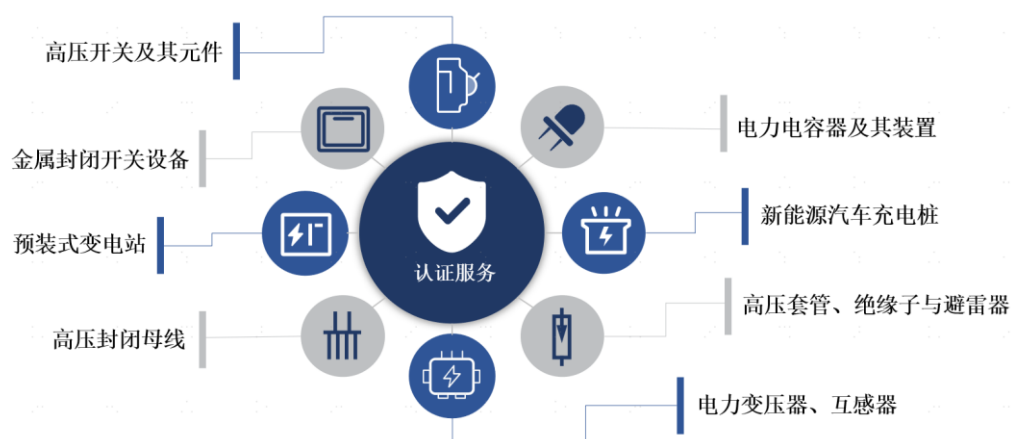 高压开关及其元件
金属封闭开关设备
预装式变电站
高压封闭母线
认证服务
电力电容器及其装置
新能源汽车充电桩
高压套管、绝缘子与避雷器
电力变压器、互感器